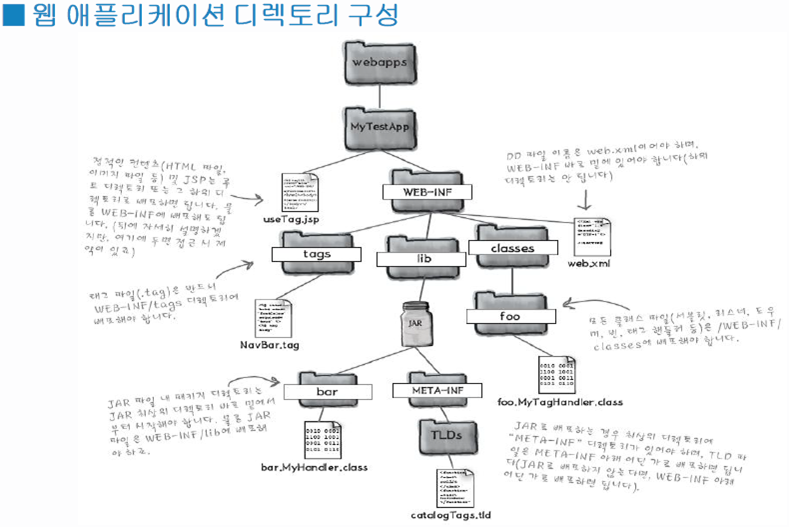 ■ 웹 애플리케이션 디렉토리 구성
webapps
MyTestApp
정적인 컨텐츠(HTML 파일,
이미지 파일 등) 및 JSP는 루
트 디렉토리 또는 그 하위 디
렉토리로 배포하면 됩니다. 물
론 WEB-INF에 배포해도 됩
니다. (뒤에 자세히 설명하겠
지만, 여기에 두면 접근 시 제
약이 있죠)
DD 파일 이름은 web.xml이어야 하며,
WEB-INF 바로 밑에 있어야 합니다(하위
디렉토리는 안 됩니다)
useTag.jsp
WEB-INF
web.xml
tags
lib
classes
태그 파일(.tag)은 반드시
WEB-INF/tags 디렉토리에
배포해야 합니다.
NavBar.tag
JAR
foo
모든 클래스 파일(서블릿, 리스너, 도우
미, 빈, 태그 핸들러 등)은 /WEB-INF/
classes에 배포해야 합니다.
foo.MyTagHandler.class
JAR 파일 내 패키지 디렉토리는
JAR 최상위 디렉토리 바로 밑에서
부터 시작해야 합니다. 물론 JAR
파일은 WEB-INF/lib에 배포해
야 하죠.
bar
META-INF
bar.MyHandler.class
TLDs
catalogTags.tld
JAR로 배포하는 경우 최상위 디렉토리에
"META-INF" 디렉토리가 있어야 하며, TLD 파
일은 META-INF 아래 어딘 가로 배포하면 됩니
다(JAR로 배포하지 않는다면, WEB-INF 아래
어딘 가로 배포하면 됩니다).